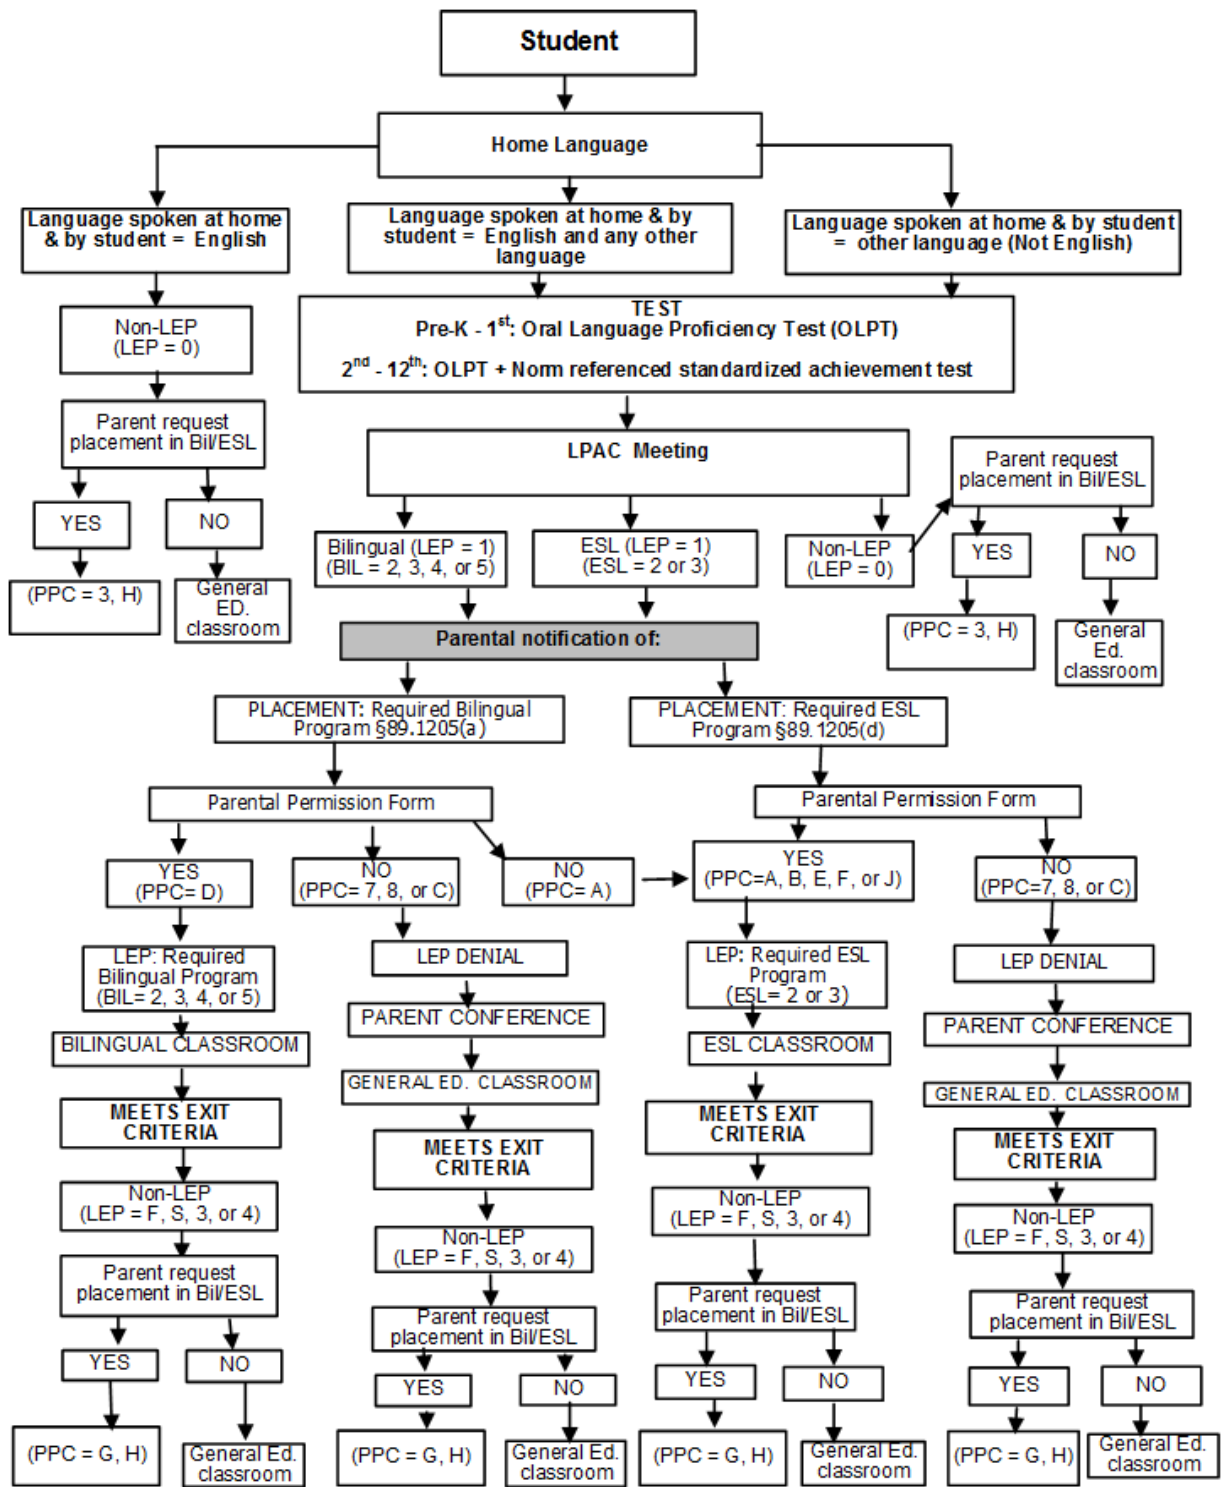 Student
Home Language
Language spoken at home
& by student = English
Language spoken at home & by
student = English and any other
language
Language spoken at home & by student
= other language (Not English)
TEST
Pre-K - 1st: Oral Language Proficiency Test (OLPT)
2nd - 12th: OLPT + Norm referenced standardized achievement test
Non-LEP
(LEP = 0)
Parent request
placement in Bil/ESL
YES
NO
(PPC = 3, H)
General
ED.
classroom
LPAC Meeting
Bilingual (LEP = 1)
(BIL = 2, 3, 4, or 5)
ESL (LEP = 1)
(ESL = 2 or 3)
Non-LEP
(LEP = 0)
Parent request
placement in Bil/ESL
YES
NO
(PPC = 3, H)
General
Ed.
classroom
Parental notification of:
PLACEMENT: Required Bilingual
Program §89.1205(a)
PLACEMENT: Required ESL
Program §89.1205(d)
Parental Permission Form
Parental Permission Form
YES
(PPC= D)
NO
(PPC= 7, 8, or C)
NO
(PPC= A)
YES
(PPC=A, B, E, F, or J)
NO
(PPC=7, 8, or C)
LEP: Required
Bilingual Program
(BIL= 2, 3, 4, or 5)
BILINGUAL CLASSROOM
MEETS EXIT
CRITERIA
Non-LEP
(LEP = F, S, 3, or 4)
Parent request
placement in Bil/ESL
YES
NO
(PPC = G, H)
General Ed.
classroom
LEP DENIAL
PARENT CONFERENCE
GENERAL ED. CLASSROOM
MEETS EXIT
CRITERIA
Non-LEP
(LEP = F, S, 3, or 4)
Parent request
placement in Bil/ESL
YES
NO
(PPC = G, H)
General Ed.
classroom
LEP: Required ESL
Program
(ESL= 2 or 3)
ESL CLASSROOM
MEETS EXIT
CRITERIA
Non-LEP
(LEP = F, S, 3, or 4)
Parent request
placement in Bil/ESL
YES
NO
(PPC = G, H)
General Ed.
classroom
LEP DENIAL
PARENT CONFERENCE
GENERAL ED. CLASSROOM
MEETS EXIT
CRITERIA
Non-LEP
(LEP = F, S, 3, or 4)
Parent request
placement in Bil/ESL
YES
NO
(PPC = G, H)
General Ed.
classroom